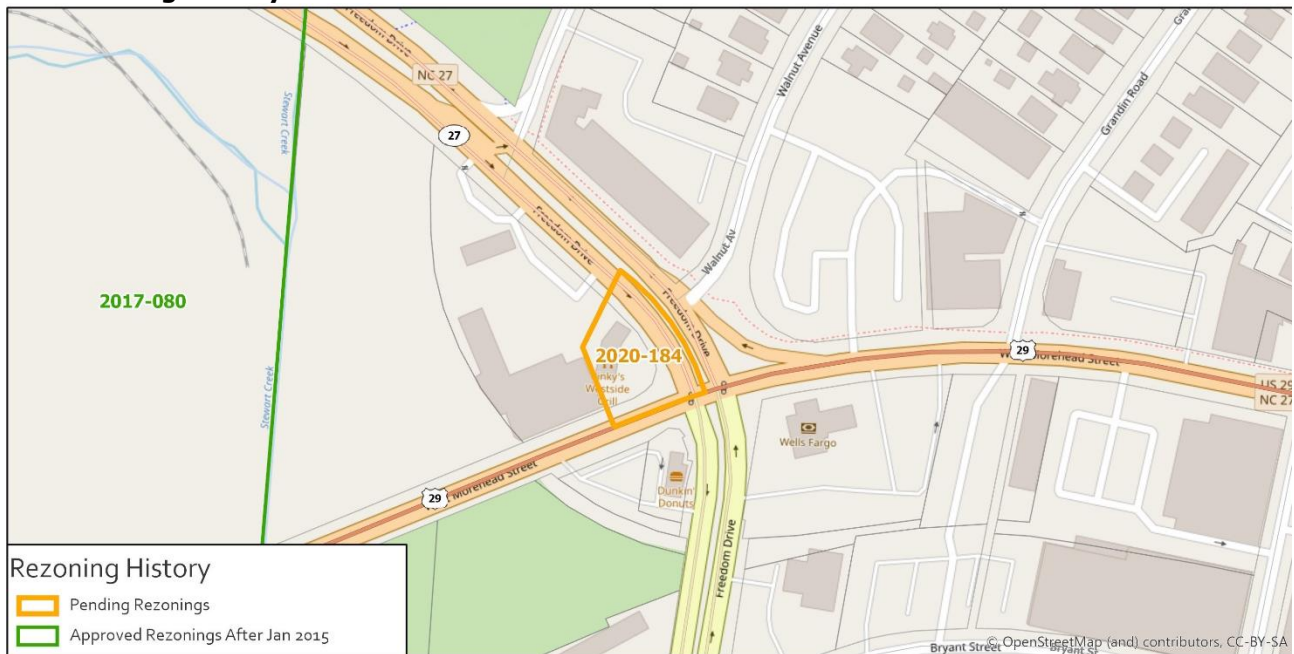 Freedom Drive
Freedom Drive
NC 27
27
Walnut Avenue
Grandin Road
Stewart Creek
Freedom Drive
Walnut Av
2017-080
Freedom Drive
2020-184
Westside
Grill
29
Morehead Street
US 29
NC 27
Stewart Creek
Wells Fargo
Morehead Street
29
Dunkin'
Donuts
Freedom Drive
Rezoning History
Pending Rezonings
Approved Rezonings After Jan 2015
Bryant Street
© OpenStreetMap (and) contributors, CC-BY-SA